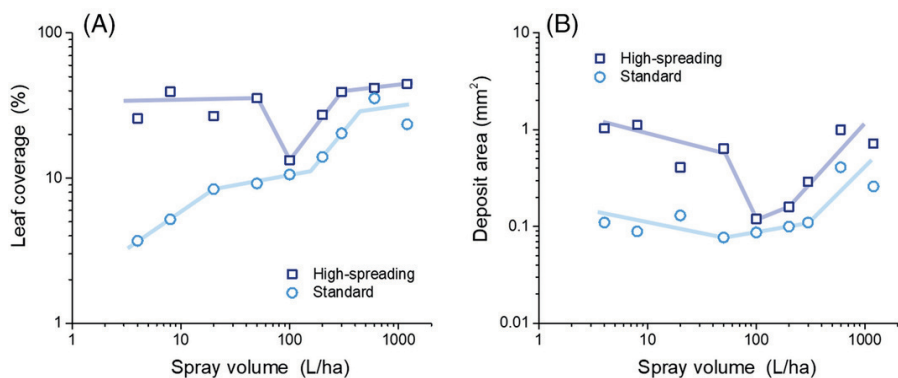 (A)
100
10
1
Leaf coverage (%)
High-spreading
Standard
1 10 100 1000
Spray volume (L/ha)
(B)
High-spreading
Standard
10
1
0.1
0.01
Deposit area (mm²)
1 10 100 1000
Spray volume (L/ha)